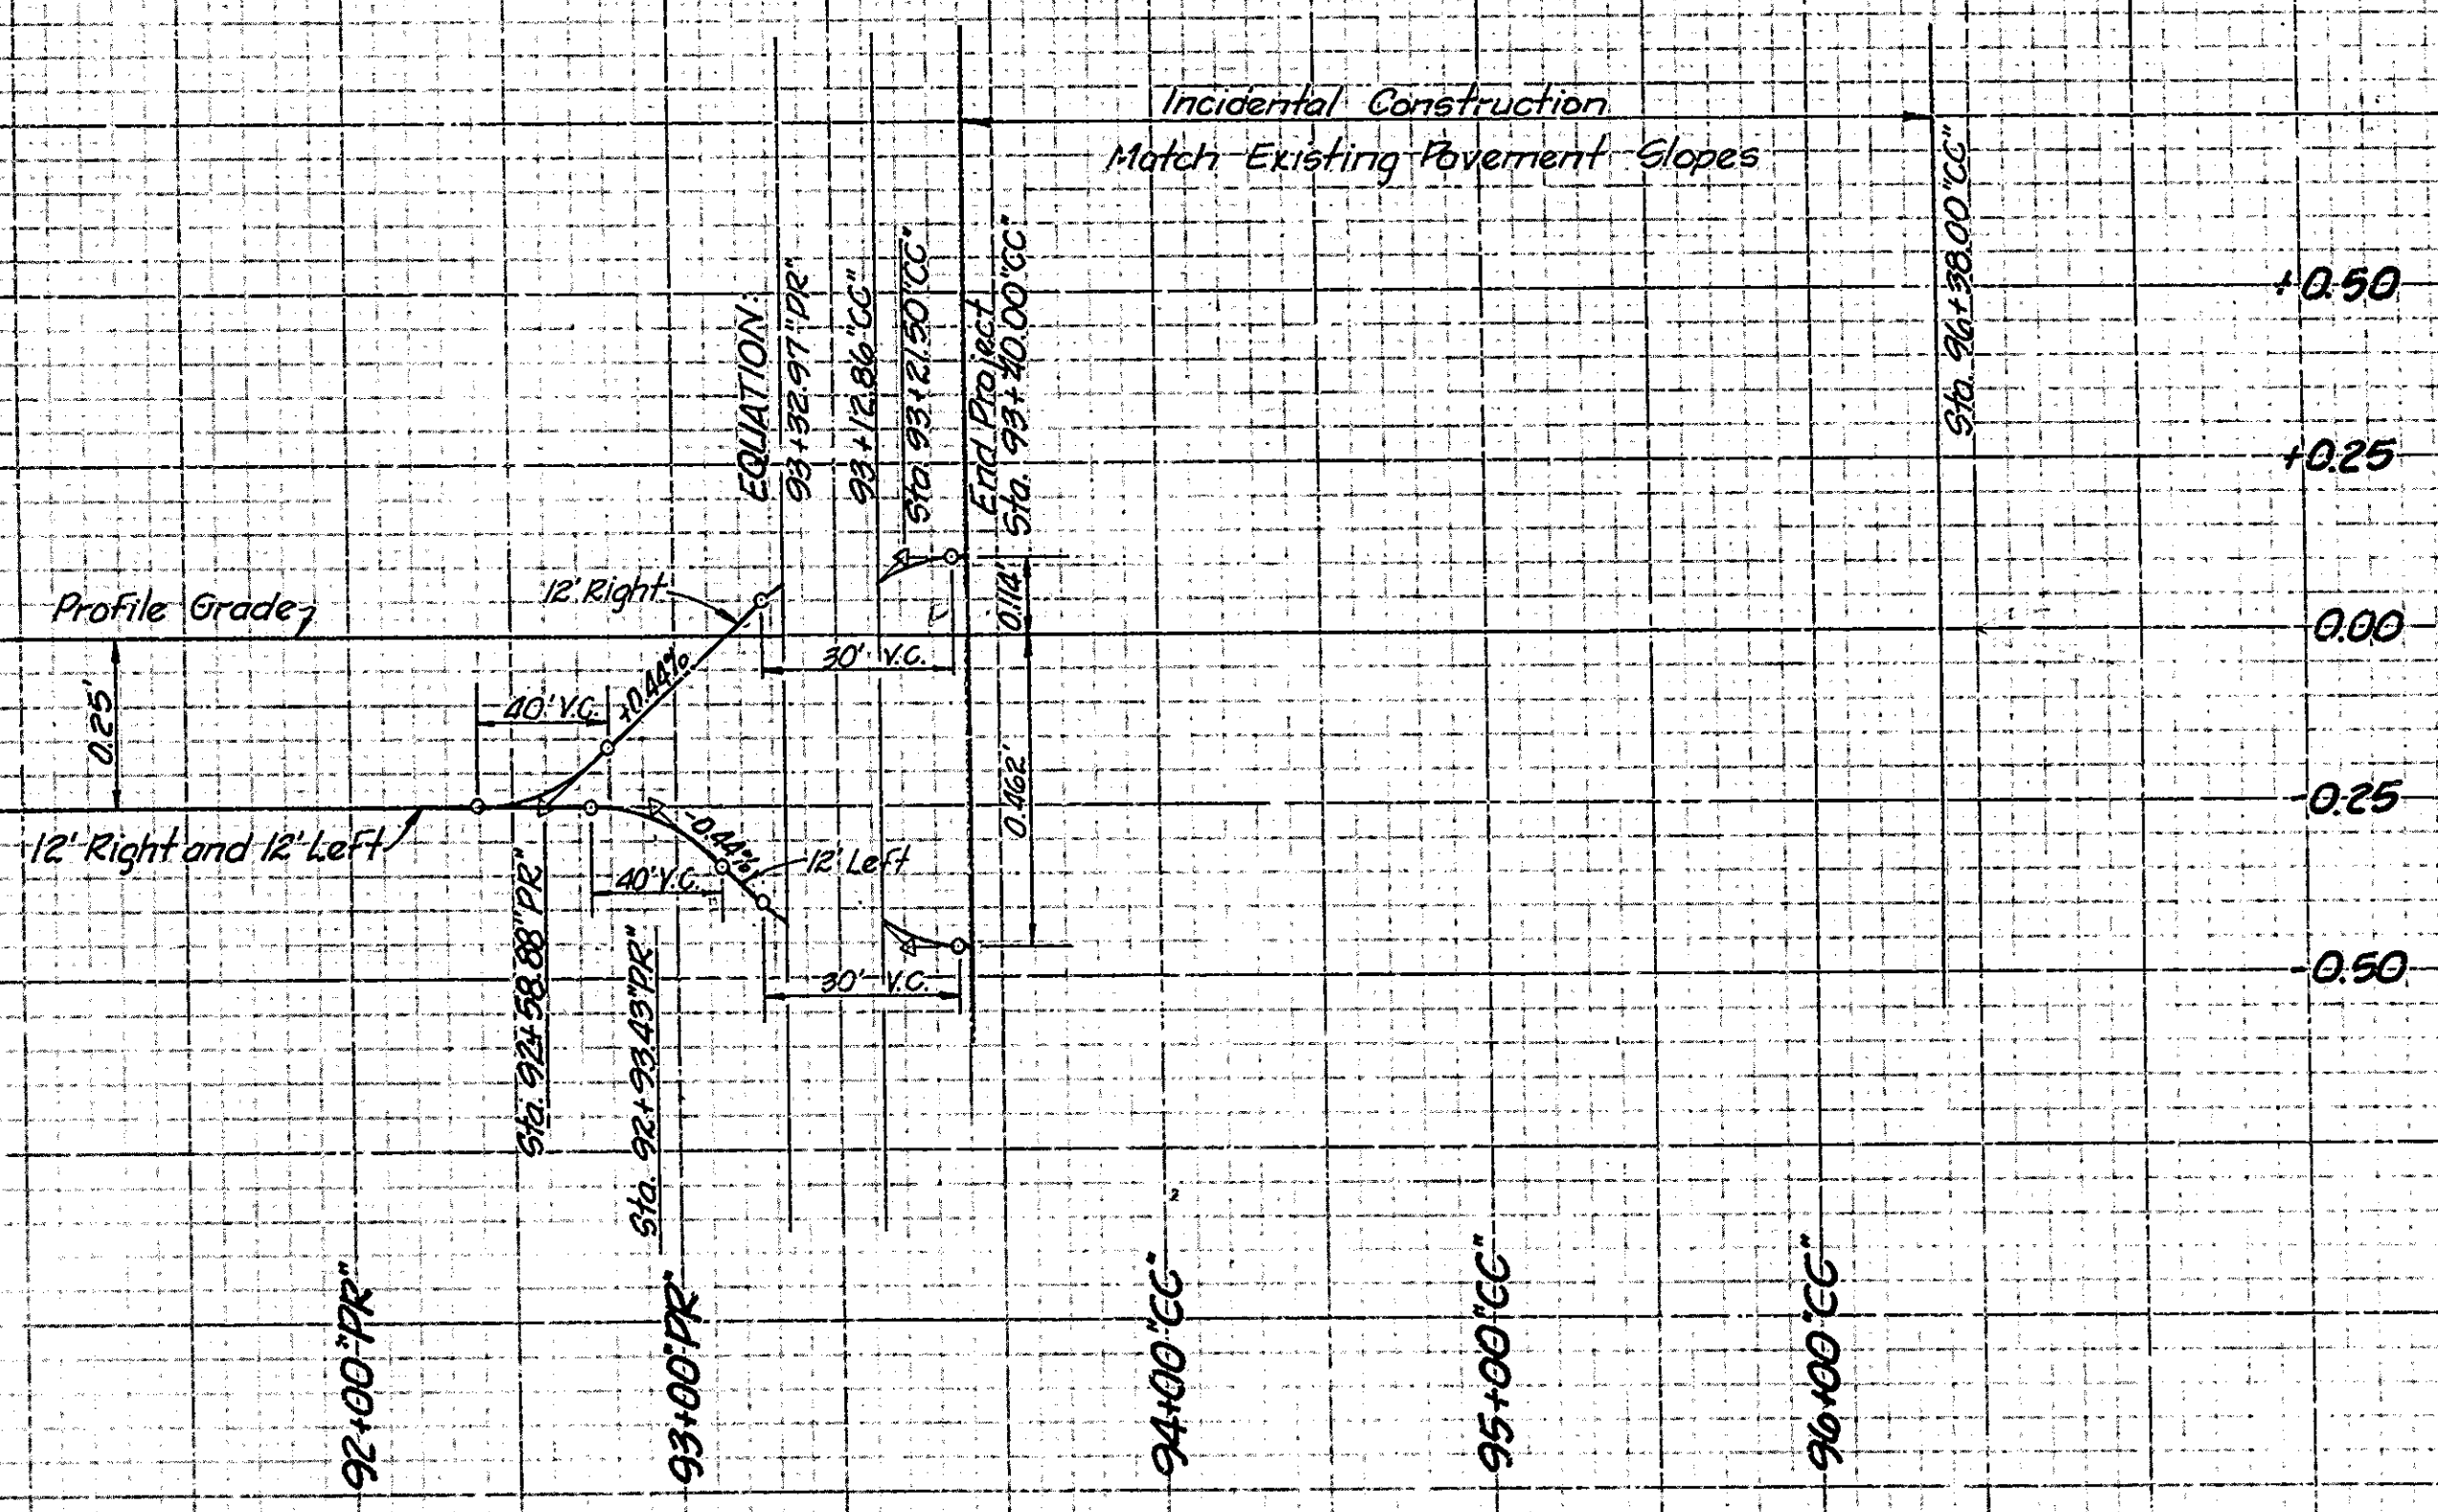 Incidental Construction
Match Existing Pavement Slopes
Sta. 96+38.00"CC"
+0.50
+0.25
0.00
-0.25
-0.50
EQUATION:
93+32.97"PR"
93+12.86"CC"
Sta. 93+21.50"CC"
End Project
Sta. 93+40.00"CC"
Profile Grade
12' Right
0.114'
30' V.C.
+0.44%
40' V.C.
0.25'
0.462'
12' Right and 12' Left
-0.44%
12' Left
40' V.C.
30' V.C.
Sta. 92+58.88"PR"
Sta. 92+93.43"PR"
2
92+00"PR"
93+00"PR"
94+00"CC"
95+00"CC"
96+00"CC"